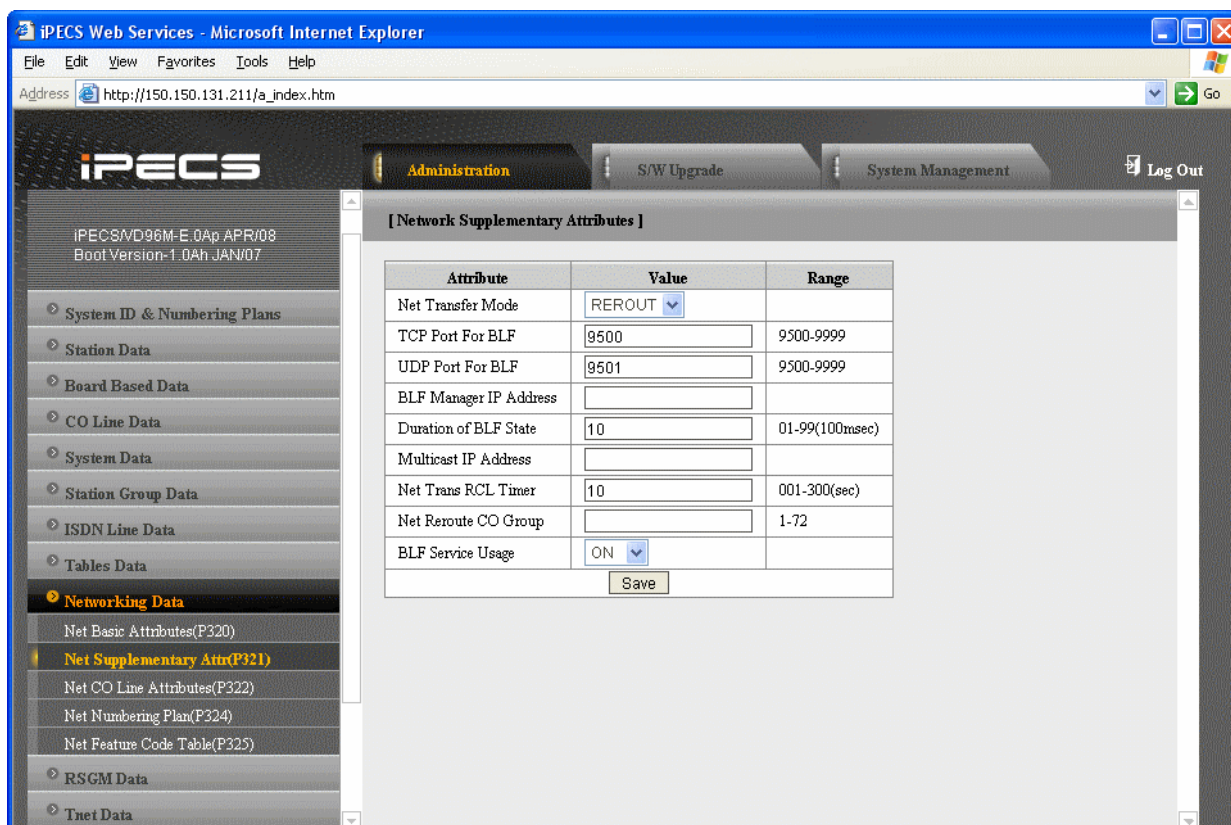 iPECS Web Services - Microsoft Internet Explorer
File Edit View Favorites Tools Help
Address http://150.150.131.211/a_index.htm Go
iPECS
Administration S/W Upgrade System Management Log Out
iPECS/VD96M-E.0Ap APR/08
Boot Version-1.0Ah JAN/07
System ID & Numbering Plans
Station Data
Board Based Data
CO Line Data
System Data
Station Group Data
ISDN Line Data
Tables Data
Networking Data
Net Basic Attributes(P320)
Net Supplementary Attr(P321)
Net CO Line Attributes(P322)
Net Numbering Plan(P324)
Net Feature Code Table(P325)
RSGM Data
Tnet Data
[ Network Supplementary Attributes ]
Attribute Value Range
Net Transfer Mode REROUT
TCP Port For BLF 9500 9500-9999
UDP Port For BLF 9501 9500-9999
BLF Manager IP Address
Duration of BLF State 10 01-99(100msec)
Multicast IP Address
Net Trans RCL Timer 10 001-300(sec)
Net Reroute CO Group 1-72
BLF Service Usage ON
Save